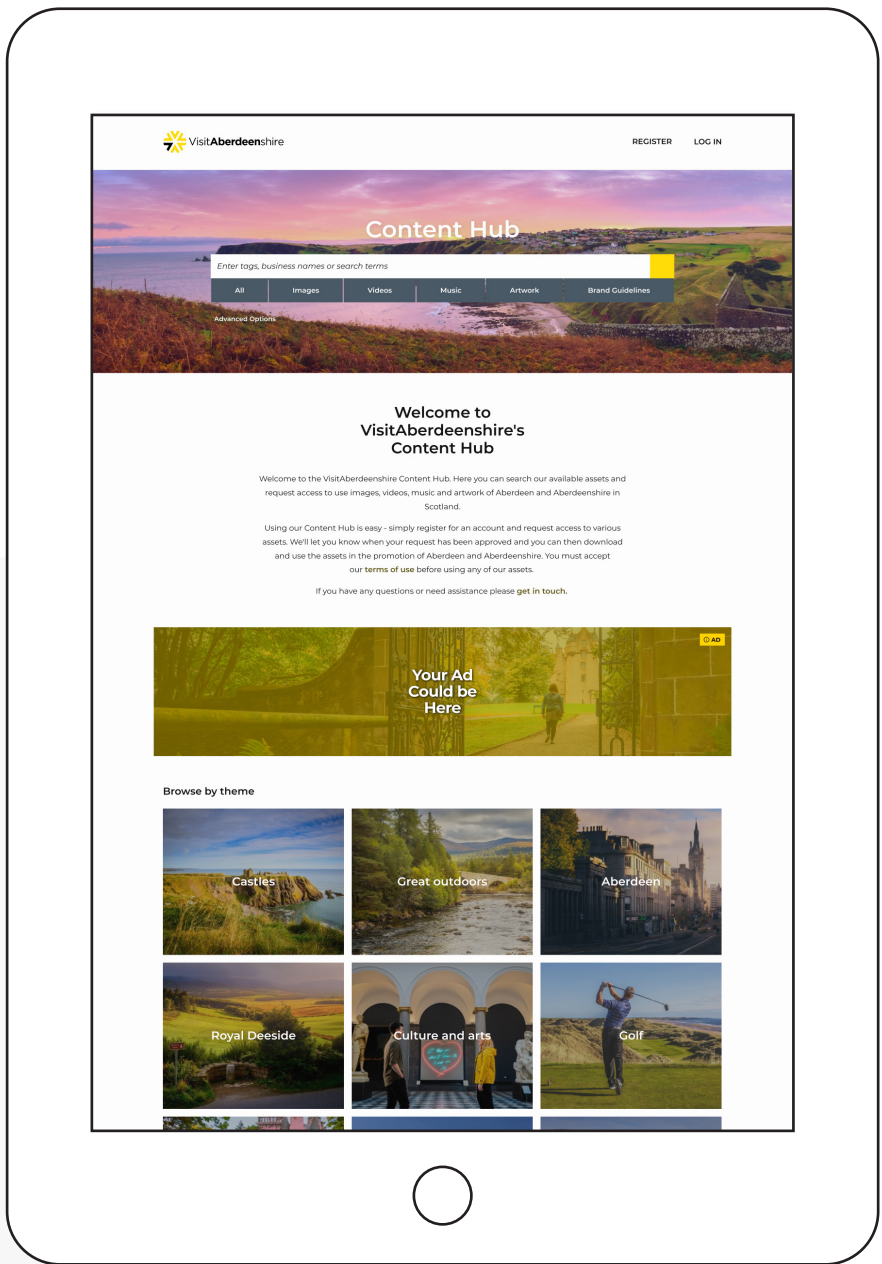 VisitAberdeenshire
REGISTER LOG IN
Content Hub
Enter tags, business names or search terms
All Images Videos Music Artwork Brand Guidelines
Advanced Options
Welcome to
VisitAberdeenshire's
Content Hub
Welcome to the VisitAberdeenshire Content Hub. Here you can search our available assets and
request access to use images, videos, music and artwork of Aberdeen and Aberdeenshire in
Scotland.
Using our Content Hub is easy - simply register for an account and request access to various
assets. We'll let you know when your request has been approved and you can then download
and use the assets in the promotion of Aberdeen and Aberdeenshire. You must accept
our terms of use before using any of our assets.
If you have any questions or need assistance please get in touch.
AD
Your Ad
Could be
Here
Browse by theme
Castles Great outdoors Aberdeen
Royal Deeside Culture and arts Golf